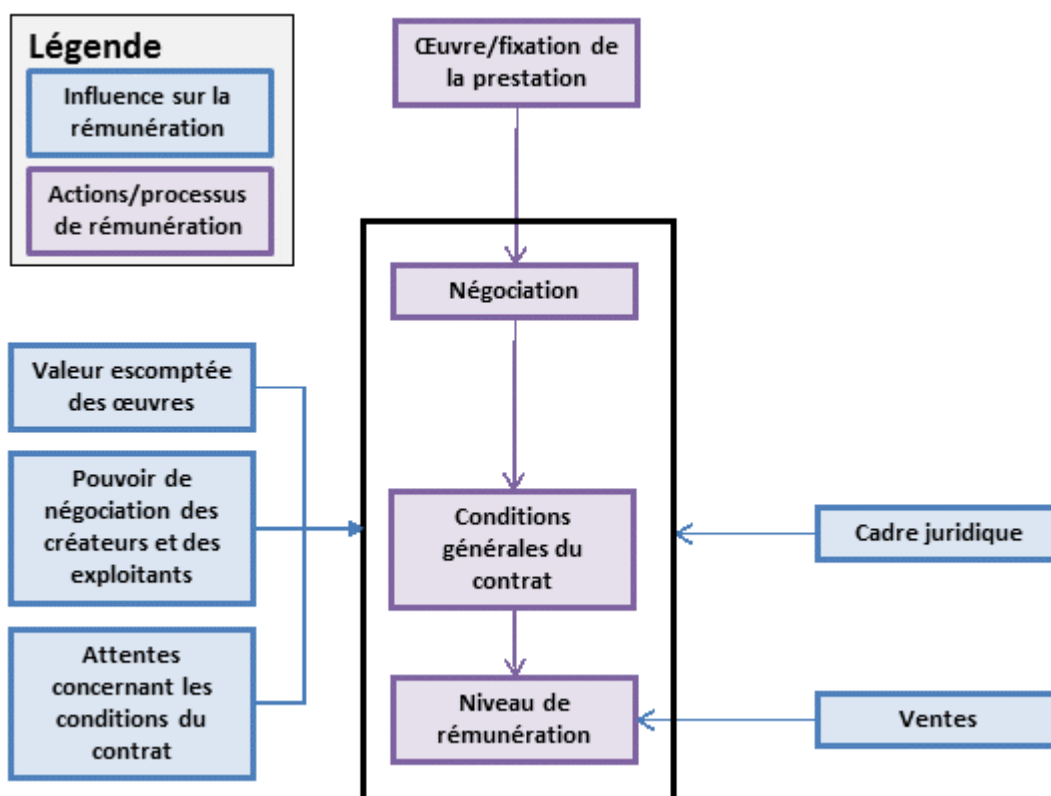 Légende
Influence sur la
rémunération
Actions/processus
de rémunération
Œuvre/fixation de
la prestation
Négociation
Valeur escomptée
des œuvres
Pouvoir de
négociation des
créateurs et des
exploitants
Attentes
concernant les
conditions du
contrat
Conditions
générales du
contrat
Niveau de
rémunération
Cadre juridique
Ventes